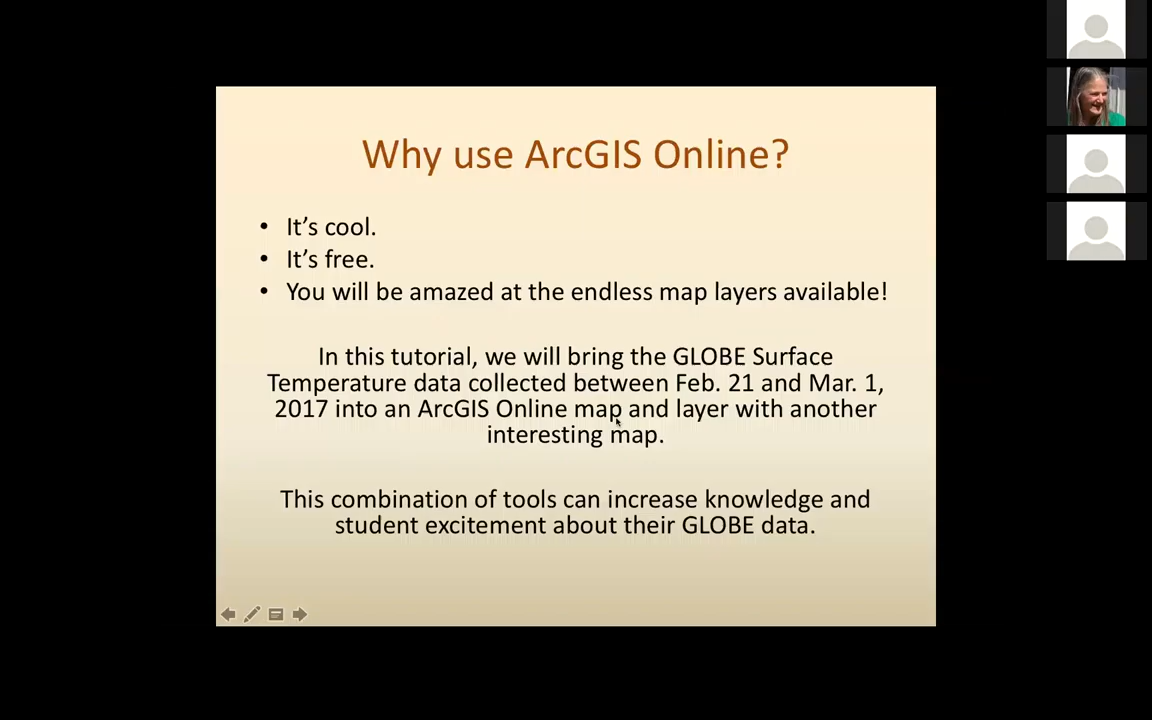 Why use ArcGIS Online?
• It’s cool.
• It’s free.
• You will be amazed at the endless map layers available!
In this tutorial, we will bring the GLOBE Surface
Temperature data collected between Feb. 21 and Mar. 1,
2017 into an ArcGIS Online map and layer with another
interesting map.
This combination of tools can increase knowledge and
student excitement about their GLOBE data.